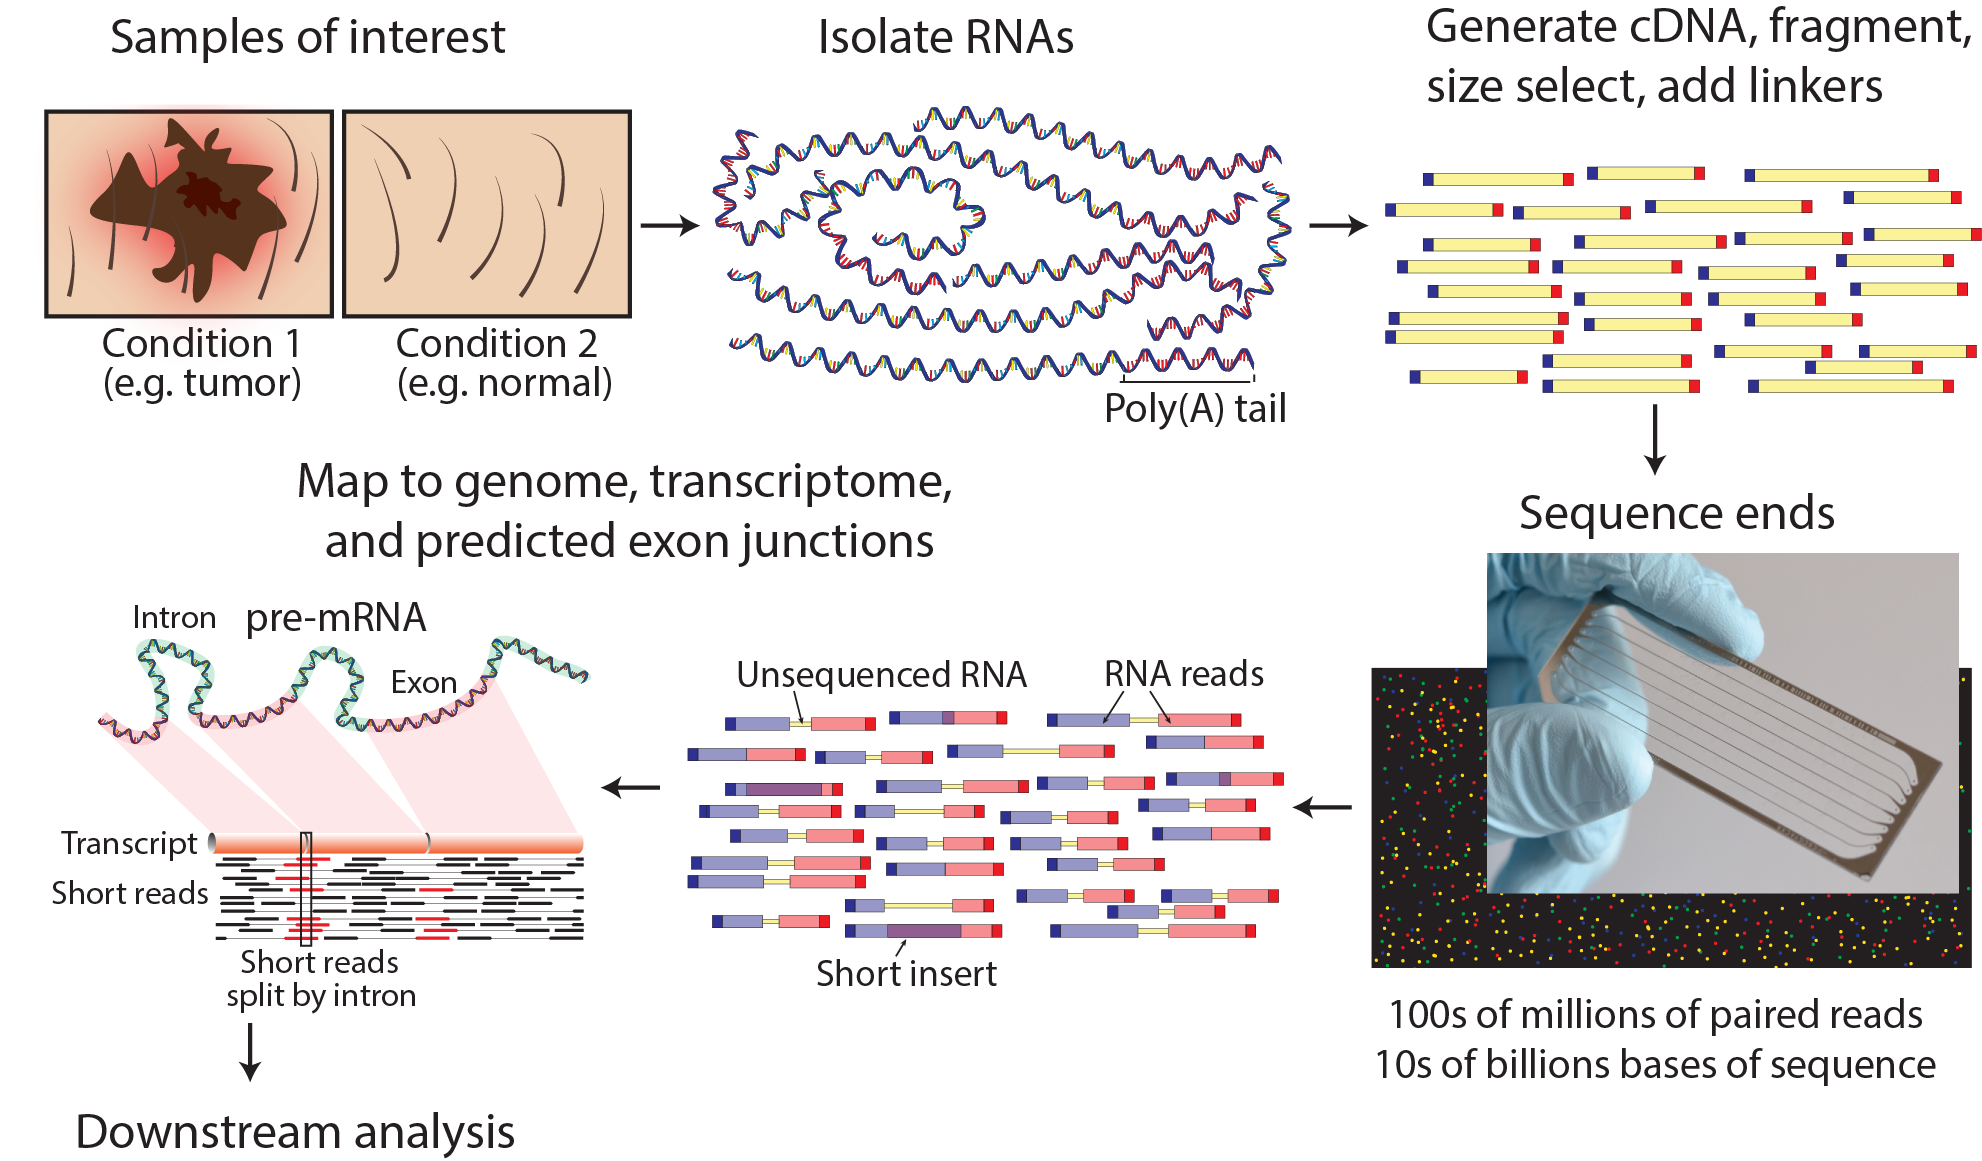 Samples of interest
Condition 1
(e.g. tumor)
Condition 2
(e.g. normal)
Isolate RNAs
Poly(A) tail
Generate cDNA, fragment,
size select, add linkers
Sequence ends
100s of millions of paired reads
10s of billions bases of sequence
Unsequenced RNA
RNA reads
Short insert
Map to genome, transcriptome,
and predicted exon junctions
Intron
pre-mRNA
Exon
Transcript
Short reads
Short reads
split by intron
Downstream analysis